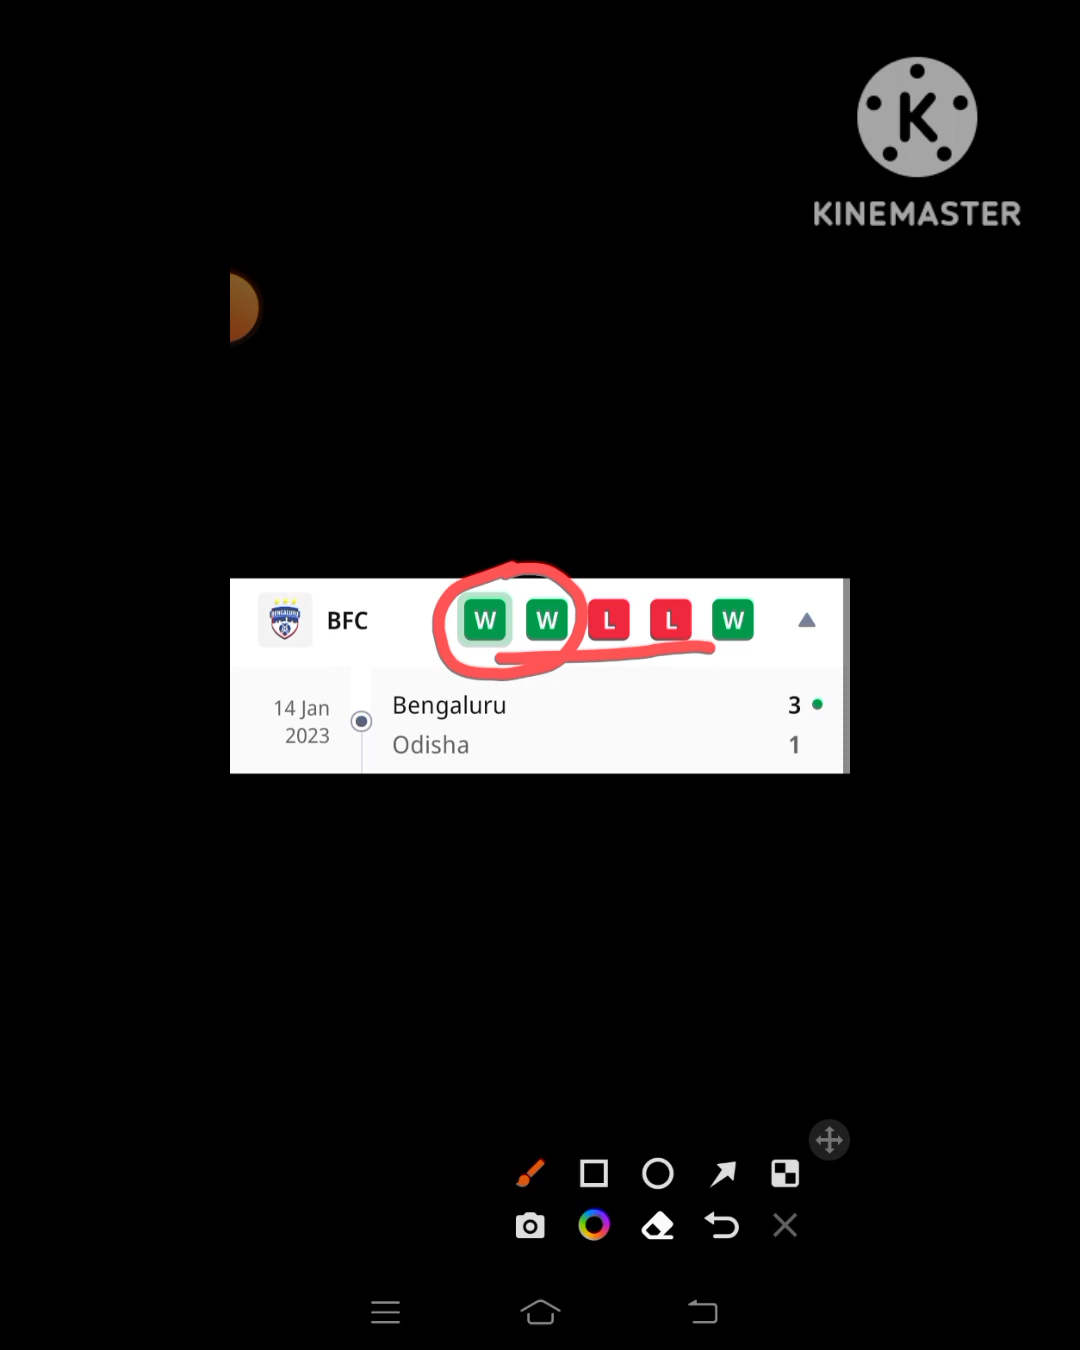 KINEMASTER
BFC W W L L W
14 Jan 2023
Bengaluru 3
Odisha 1